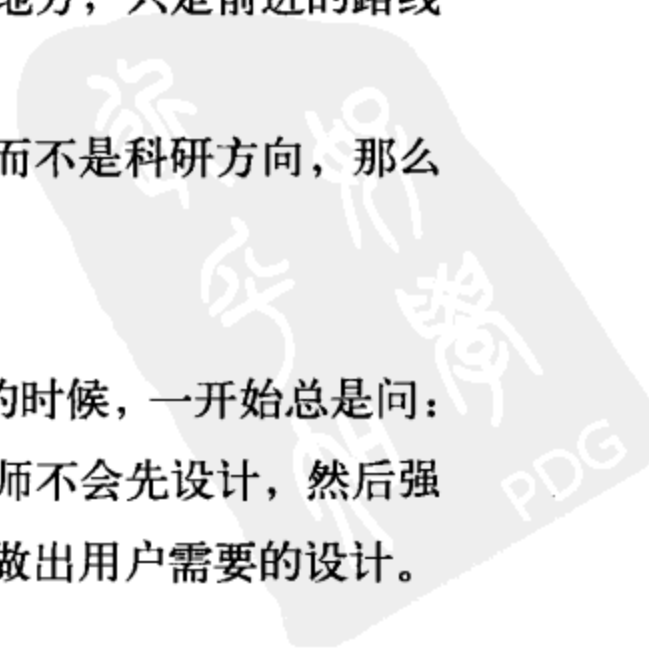 地方，只是前进的路线
而不是科研方向，那么
的时候，一开始总是问：
师不会先设计，然后强
做出用户需要的设计。
PDG